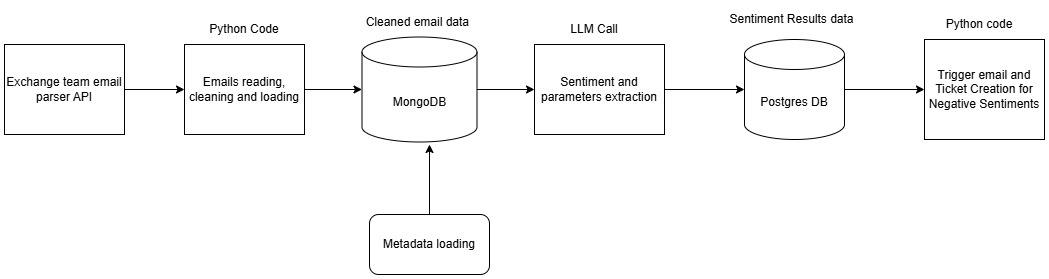 Python Code
Cleaned email data
LLM Call
Sentiment Results data
Python code
Exchange team email
parser API
Emails reading,
cleaning and loading
MongoDB
Sentiment and
parameters extraction
Postgres DB
Trigger email and
Ticket Creation for
Negative Sentiments
Metadata loading